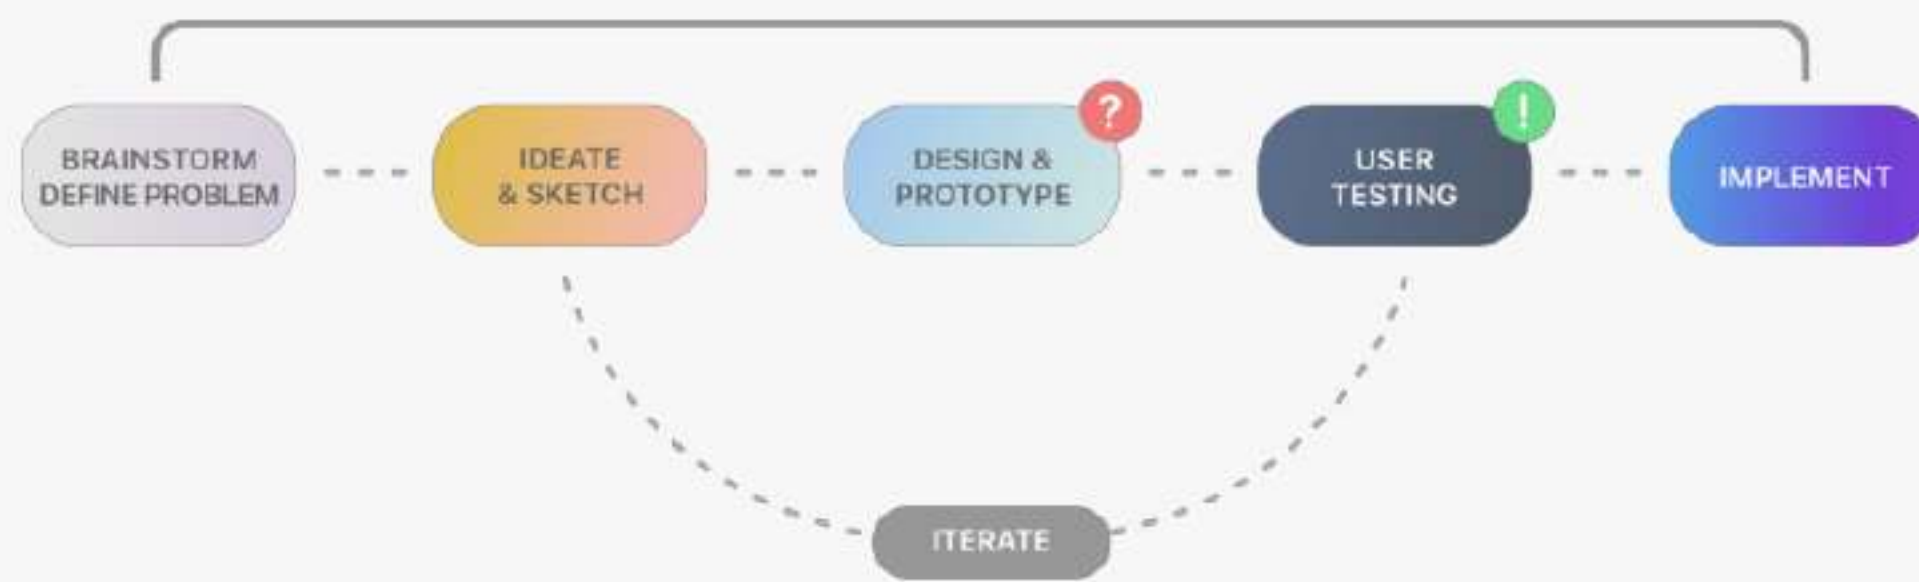 BRAINSTORM
DEFINE PROBLEM
IDEATE
& SKETCH
DESIGN &
PROTOTYPE
?
USER
TESTING
!
IMPLEMENT
ITERATE